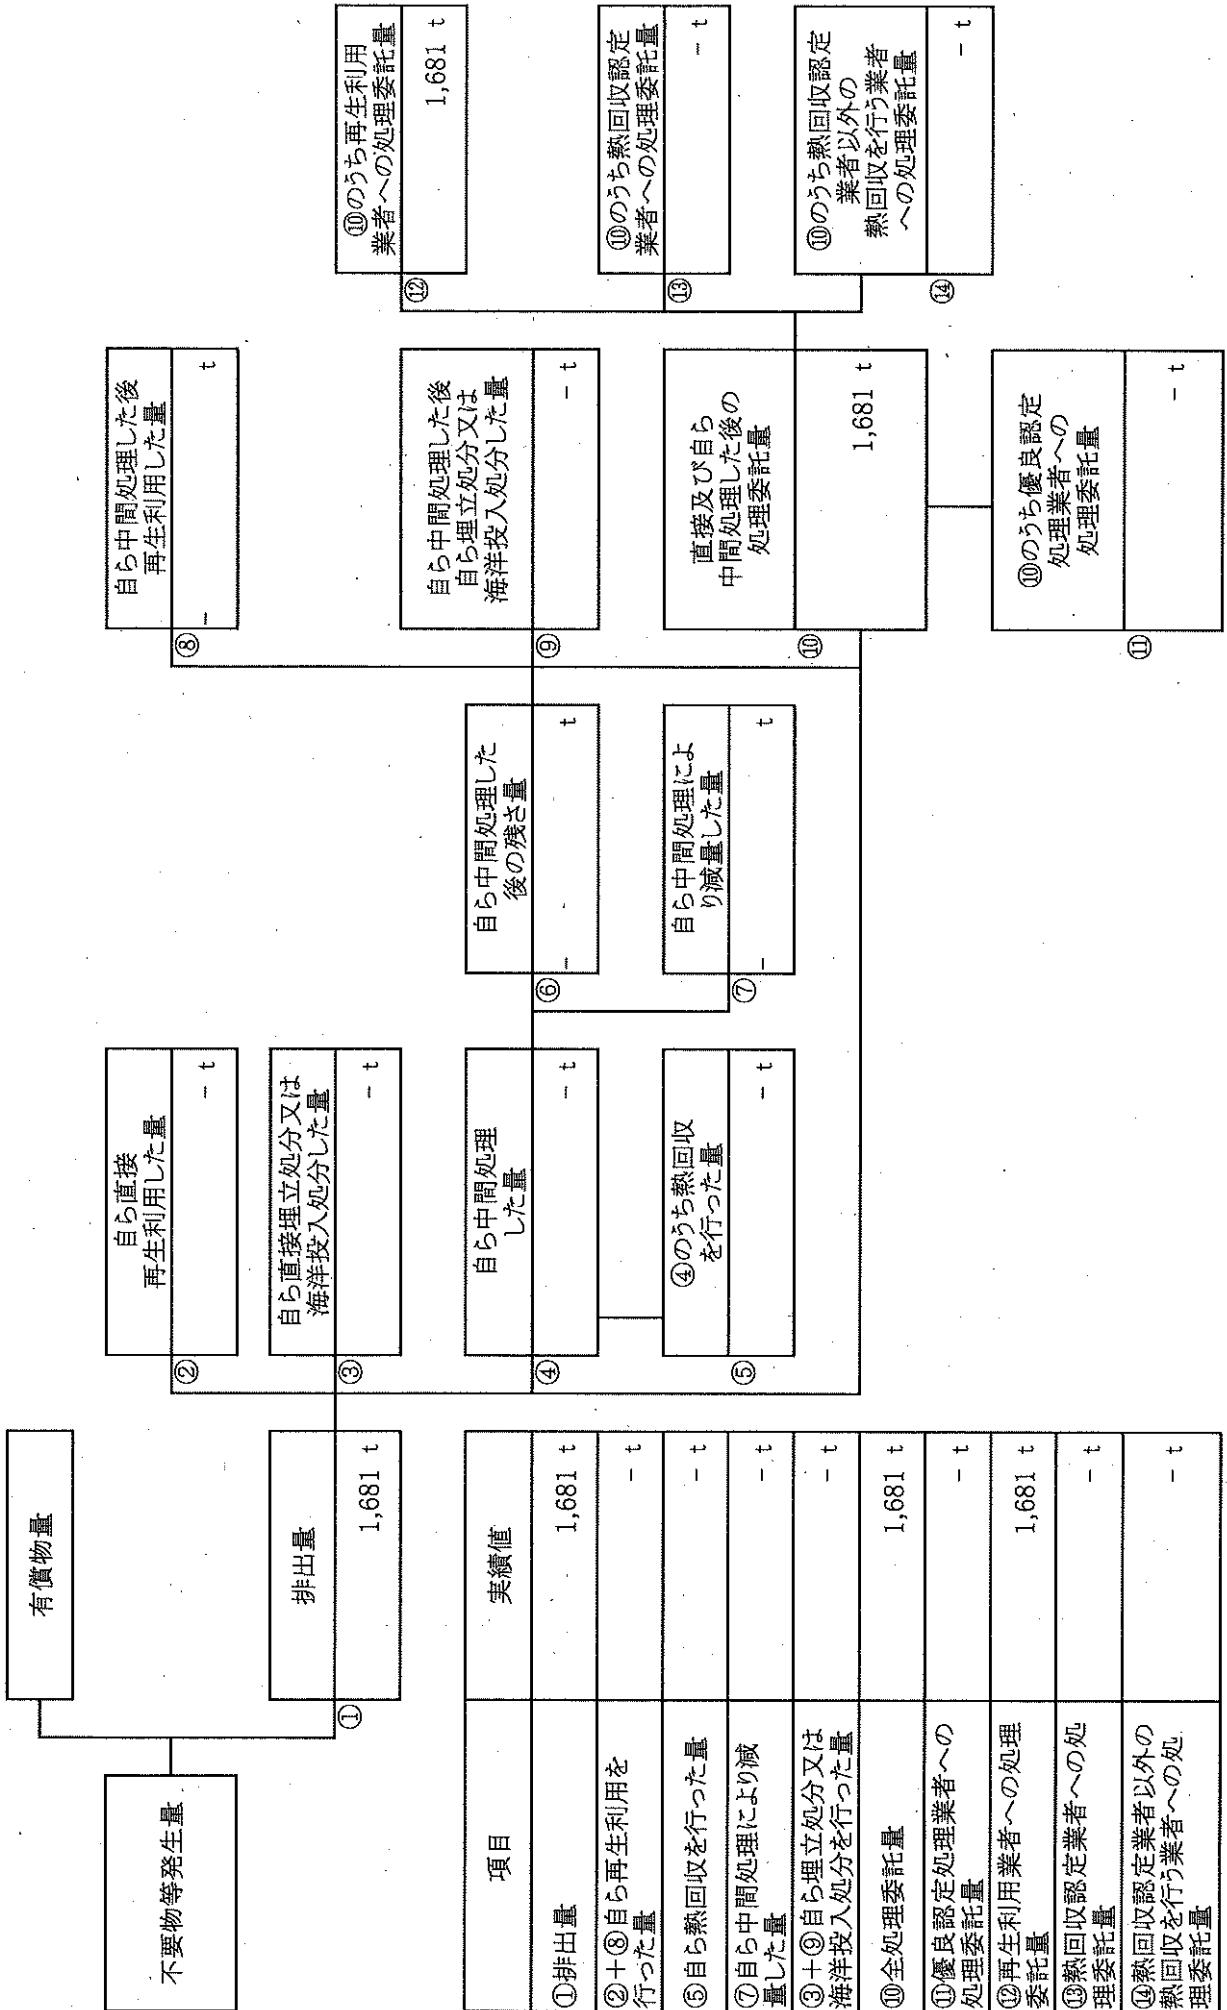 不要物等発生量
有償物量
排出量
①
1,681 t
自ら直接
再生利用した量
②
- t
自ら直接埋立処分又は
海洋投入処分した量
③
- t
自ら中間処理
した量
④
- t
④のうち熱回収
を行った量
⑤
- t
自ら中間処理した
後の残さ量
⑥
- t
自ら中間処理によ
り減量した量
⑦
- t
自ら中間処理した後
再生利用した量
⑧
- t
自ら中間処理した後
自ら埋立処分又は
海洋投入処分した量
⑨
- t
直接及び自ら
中間処理した後の
処理委託量
⑩
1,681 t
⑩のうち優良認定
処理業者への
処理委託量
⑪
- t
⑩のうち再生利用
業者への処理委託量
⑫
1,681 t
⑩のうち熱回収認定
業者への処理委託量
⑬
- t
⑩のうち熱回収認定
業者以外の
熱回収を行う業者
への処理委託量
⑭
- t
項目 実績値
①排出量 1,681 t
②+⑧自ら再生利用を
行った量 - t
⑤自ら熱回収を行った量 - t
⑦自ら中間処理により減
量した量 - t
③+⑨自ら埋立処分又は
海洋投入処分を行った量 - t
⑩全処理委託量 1,681 t
⑪優良認定処理業者への
処理委託量 - t
⑫再生利用業者への処理
委託量 1,681 t
⑬熱回収認定業者への処
理委託量 - t
⑭熱回収認定業者以外の
熱回収を行う業者への処
理委託量 - t